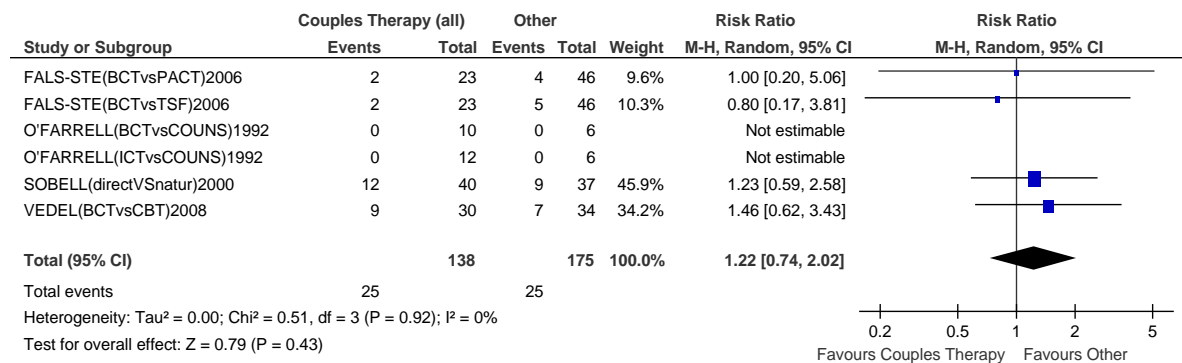 Couples Therapy (all) Other Risk Ratio Risk Ratio
Study or Subgroup Events Total Events Total Weight M-H, Random, 95% CI M-H, Random, 95% CI
FALS-STE(BCTvsPACT)2006 2 23 4 46 9.6% 1.00 [0.20, 5.06]
FALS-STE(BCTvsTSF)2006 2 23 5 46 10.3% 0.80 [0.17, 3.81]
O'FARRELL(BCTvsCOUNS)1992 0 10 0 6 Not estimable
O'FARRELL(ICTvsCOUNS)1992 0 12 0 6 Not estimable
SOBELL(directVSnatur)2000 12 40 9 37 45.9% 1.23 [0.59, 2.58]
VEDEL(BCTvsCBT)2008 9 30 7 34 34.2% 1.46 [0.62, 3.43]
Total (95% CI) 138 175 100.0% 1.22 [0.74, 2.02]
Total events 25 25
Heterogeneity: Tau² = 0.00; Chi² = 0.51, df = 3 (P = 0.92); I² = 0%
Test for overall effect: Z = 0.79 (P = 0.43)
0.2 0.5 1 2 5
Favours Couples Therapy Favours Other